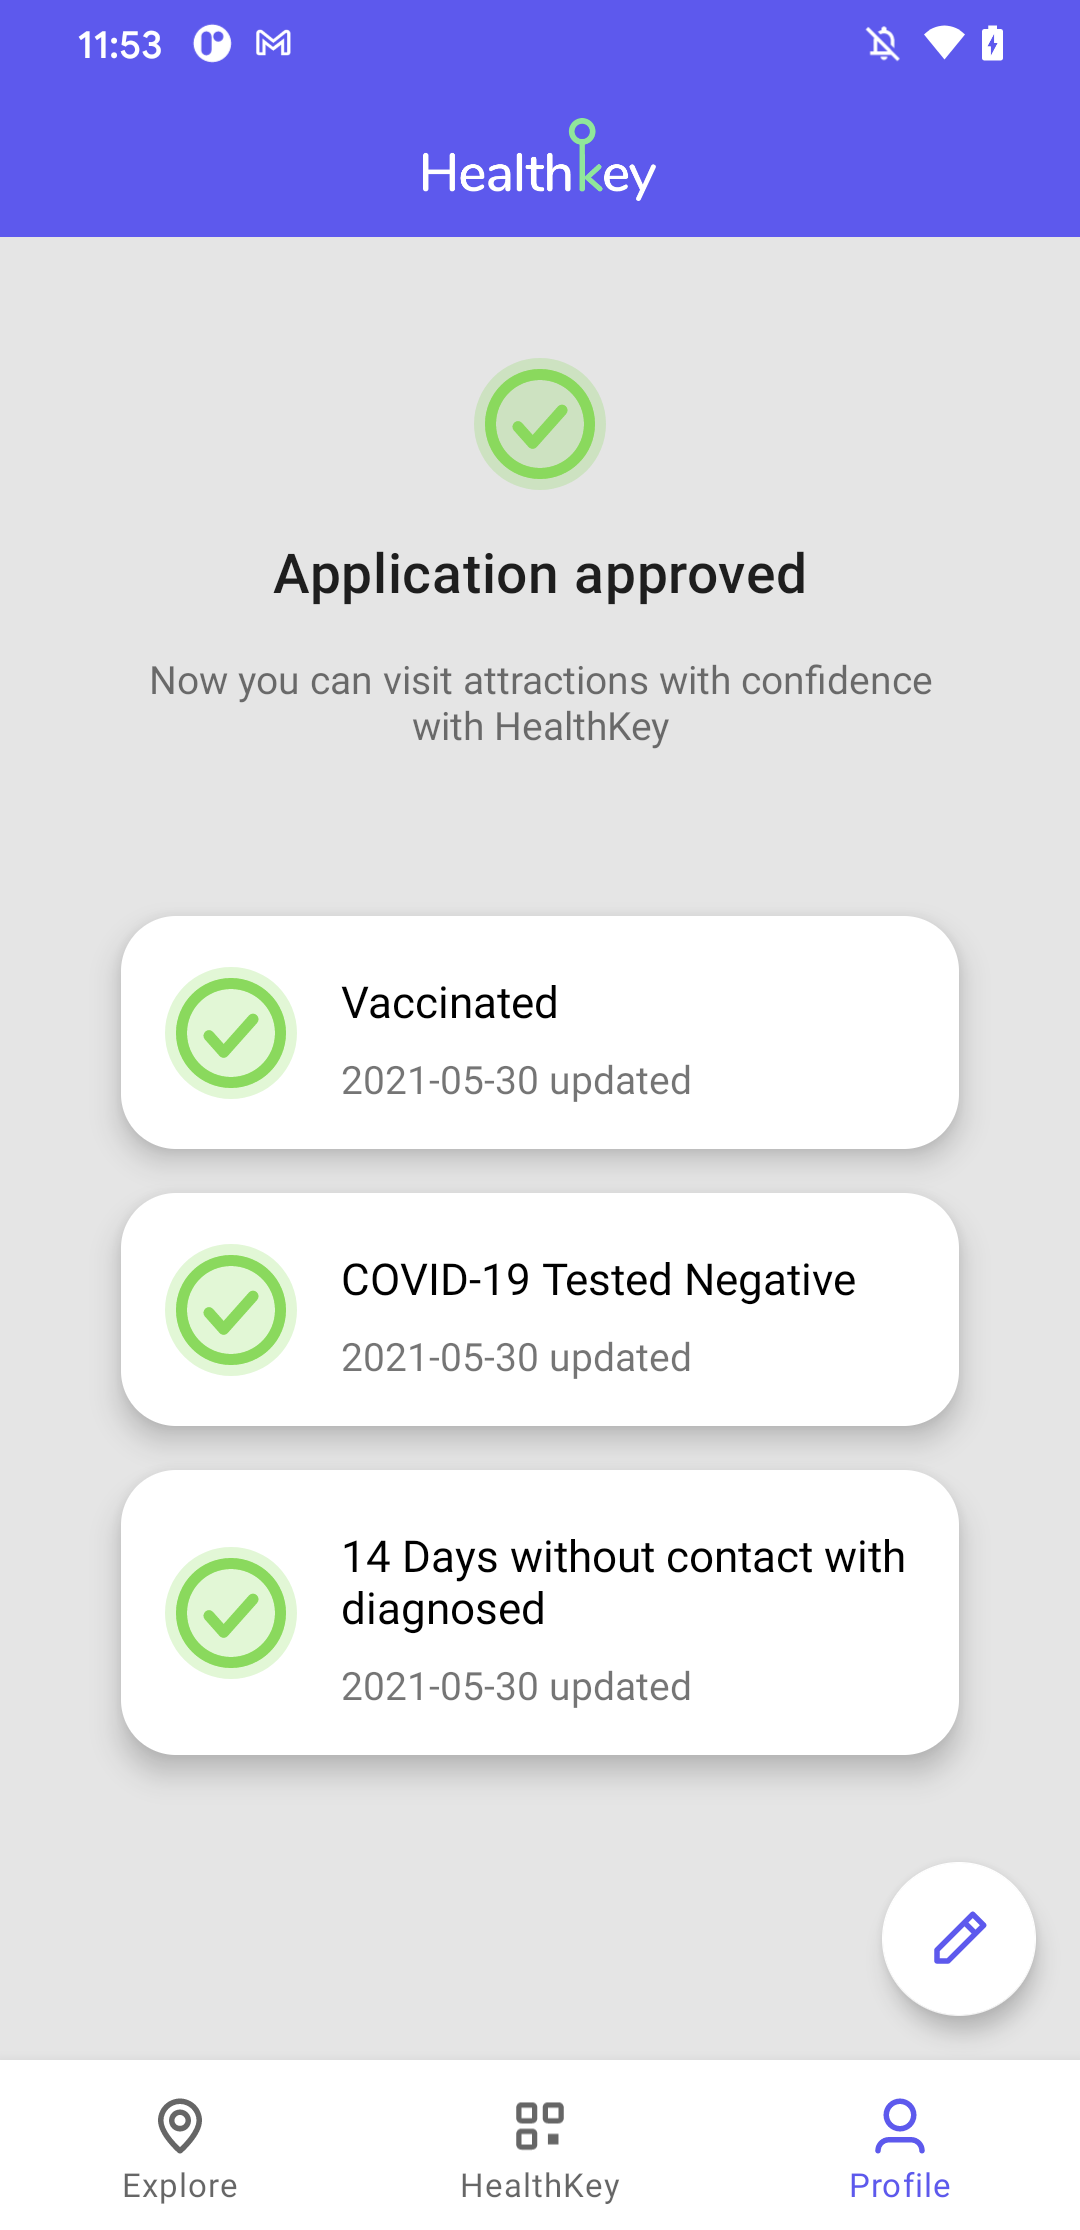 11:53
Healthkey
Application approved
Now you can visit attractions with confidence
with HealthKey
Vaccinated
2021-05-30 updated
COVID-19 Tested Negative
2021-05-30 updated
14 Days without contact with
diagnosed
2021-05-30 updated
Explore
HealthKey
Profile